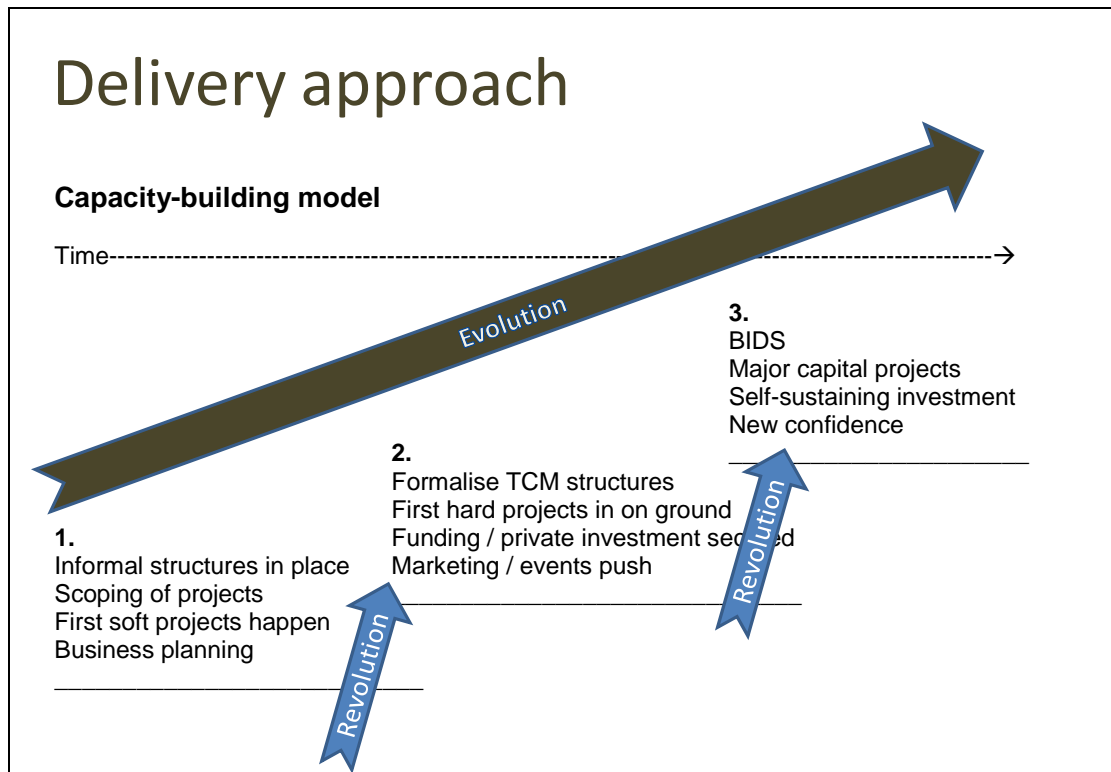 Delivery approach
Capacity-building model
Time------------------------------------------------------------------------------------------------→
Evolution
1.
Informal structures in place
Scoping of projects
First soft projects happen
Business planning
Revolution
2.
Formalise TCM structures
First hard projects in on ground
Funding / private investment secured
Marketing / events push
Revolution
3.
BIDS
Major capital projects
Self-sustaining investment
New confidence